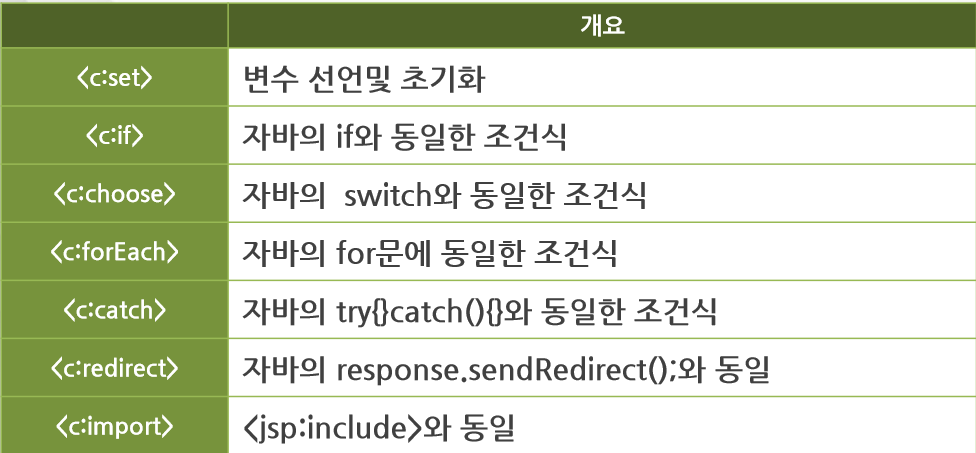 개요
<c:set> 변수 선언및 초기화
<c:if> 자바의 if와 동일한 조건식
<c:choose> 자바의 switch와 동일한 조건식
<c:forEach> 자바의 for문에 동일한 조건식
<c:catch> 자바의 try{}catch(){}와 동일한 조건식
<c:redirect> 자바의 response.sendRedirect();와 동일
<c:import> <jsp:include>와 동일